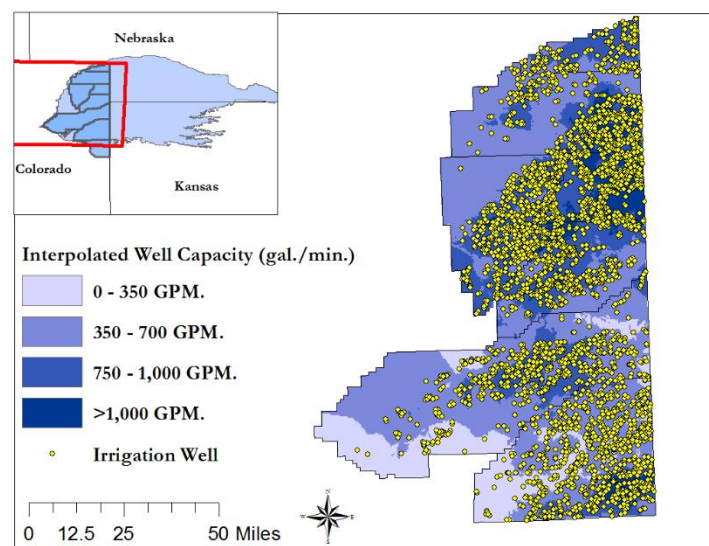 Nebraska
Colorado
Kansas
Interpolated Well Capacity (gal./min.)
0 - 350 GPM.
350 - 700 GPM.
750 - 1,000 GPM.
>1,000 GPM.
Irrigation Well
0 12.5 25 50 Miles
N
W E
S